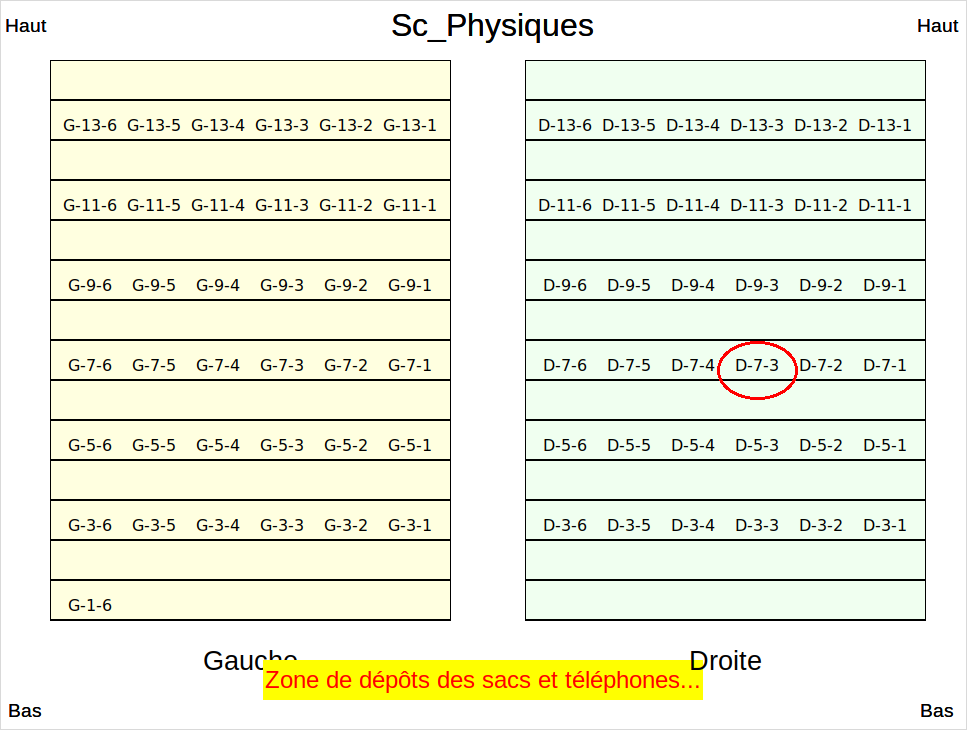 Sc_Physiques
Haut Haut
G-13-6 G-13-5 G-13-4 G-13-3 G-13-2 G-13-1 D-13-6 D-13-5 D-13-4 D-13-3 D-13-2 D-13-1
G-11-6 G-11-5 G-11-4 G-11-3 G-11-2 G-11-1 D-11-6 D-11-5 D-11-4 D-11-3 D-11-2 D-11-1
G-9-6 G-9-5 G-9-4 G-9-3 G-9-2 G-9-1 D-9-6 D-9-5 D-9-4 D-9-3 D-9-2 D-9-1
G-7-6 G-7-5 G-7-4 G-7-3 G-7-2 G-7-1 D-7-6 D-7-5 D-7-4 D-7-3 D-7-2 D-7-1
G-5-6 G-5-5 G-5-4 G-5-3 G-5-2 G-5-1 D-5-6 D-5-5 D-5-4 D-5-3 D-5-2 D-5-1
G-3-6 G-3-5 G-3-4 G-3-3 G-3-2 G-3-1 D-3-6 D-3-5 D-3-4 D-3-3 D-3-2 D-3-1
G-1-6
Gauche Droite
Zone de dépôts des sacs et téléphones...
Bas Bas